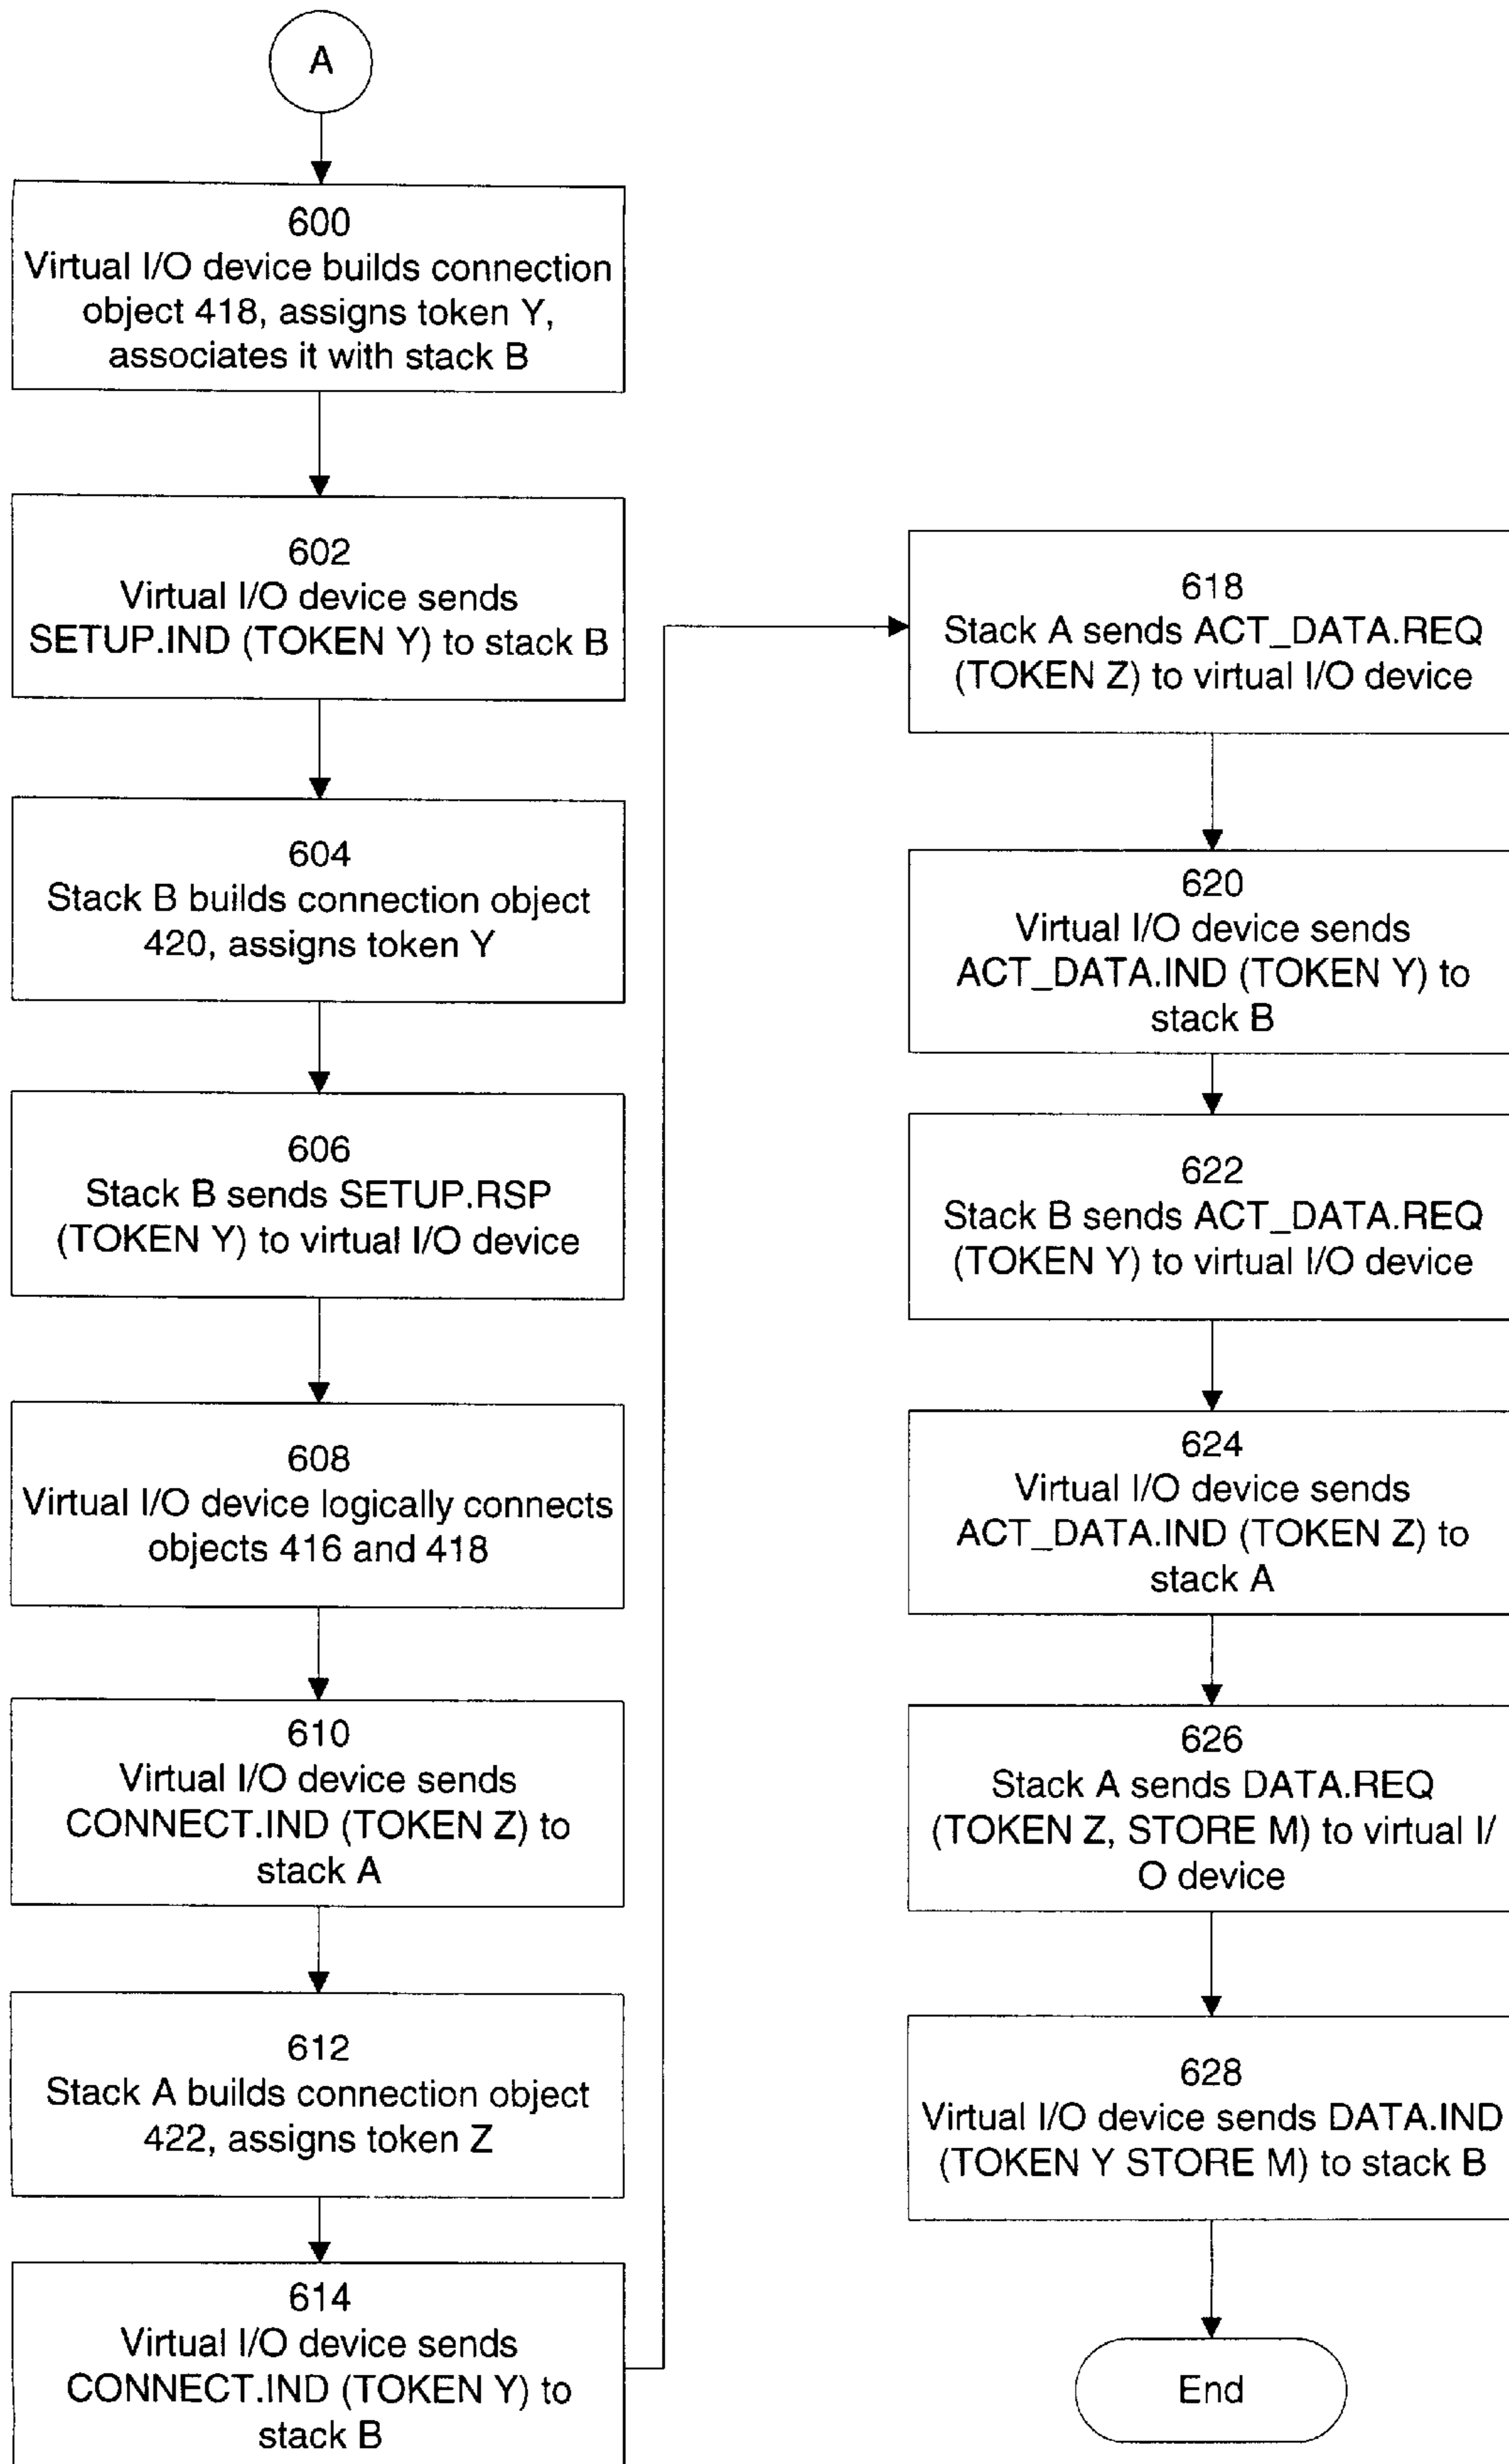 A
600
Virtual I/O device builds connection
object 418, assigns token Y,
associates it with stack B
602
Virtual I/O device sends
SETUP.IND (TOKEN Y) to stack B
604
Stack B builds connection object
420, assigns token Y
606
Stack B sends SETUP.RSP
(TOKEN Y) to virtual I/O device
608
Virtual I/O device logically connects
objects 416 and 418
610
Virtual I/O device sends
CONNECT.IND (TOKEN Z) to
stack A
612
Stack A builds connection object
422, assigns token Z
614
Virtual I/O device sends
CONNECT.IND (TOKEN Y) to
stack B
618
Stack A sends ACT_DATA.REQ
(TOKEN Z) to virtual I/O device
620
Virtual I/O device sends
ACT_DATA.IND (TOKEN Y) to
stack B
622
Stack B sends ACT_DATA.REQ
(TOKEN Y) to virtual I/O device
624
Virtual I/O device sends
ACT_DATA.IND (TOKEN Z) to
stack A
626
Stack A sends DATA.REQ
(TOKEN Z, STORE M) to virtual I/
O device
628
Virtual I/O device sends DATA.IND
(TOKEN Y STORE M) to stack B
End